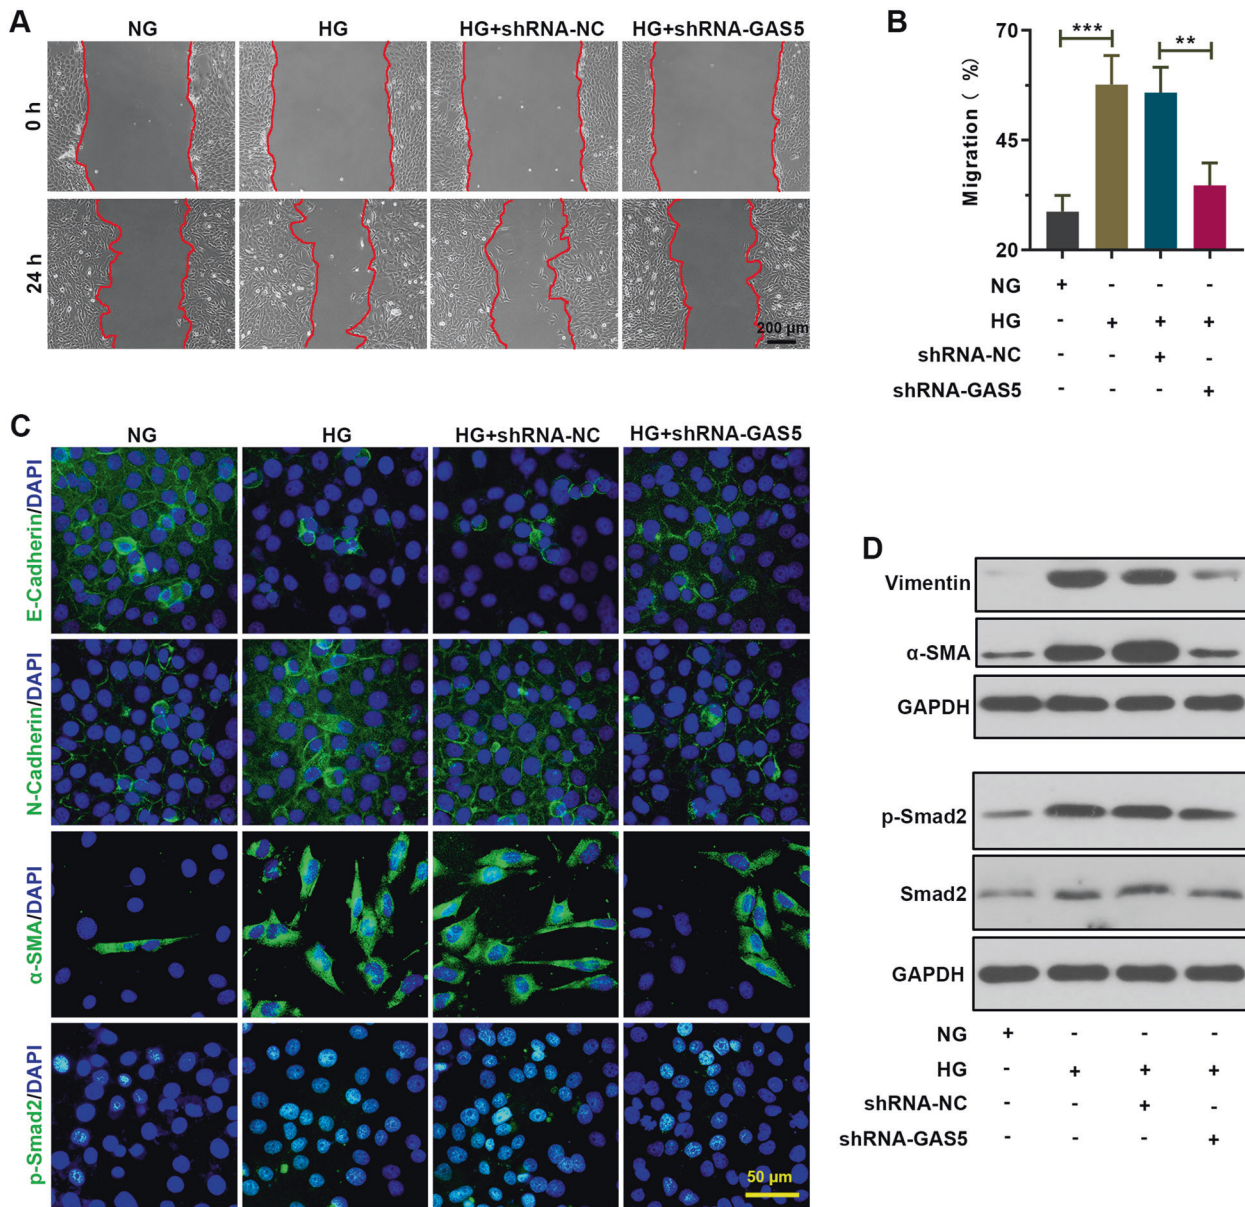 A
NG
HG
HG+shRNA-NC
HG+shRNA-GAS5
0 h
24 h
200 µm
B
70
45
20
Migration ( %)
***
**
NG + - - -
HG - + + +
shRNA-NC - - + -
shRNA-GAS5 - - - +
C
NG
HG
HG+shRNA-NC
HG+shRNA-GAS5
E-Cadherin/DAPI
N-Cadherin/DAPI
α-SMA/DAPI
p-Smad2/DAPI
50 µm
D
Vimentin
α-SMA
GAPDH
p-Smad2
Smad2
GAPDH
NG + - - -
HG - + + +
shRNA-NC - - + -
shRNA-GAS5 - - - +